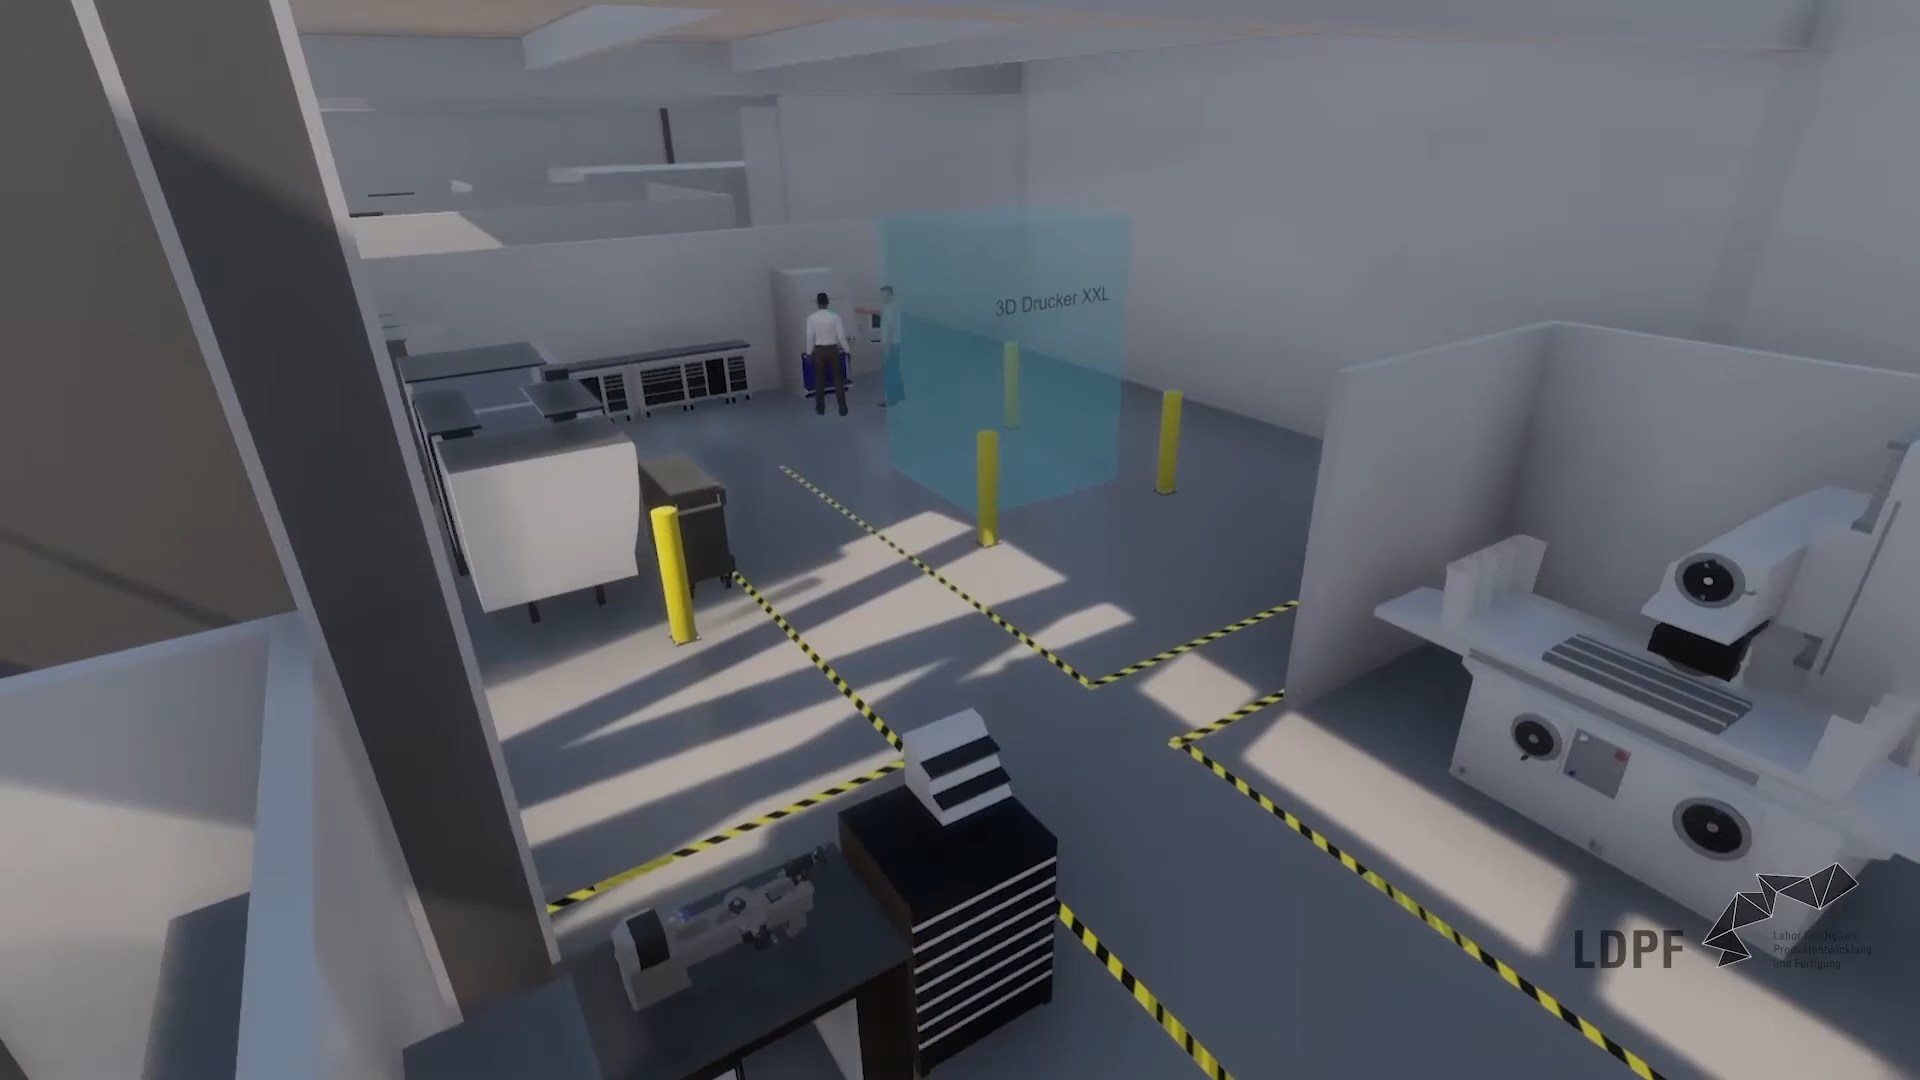 3D Drucker XXL
LDPF
Labor für digitale
Produktentwicklung
und Fertigung